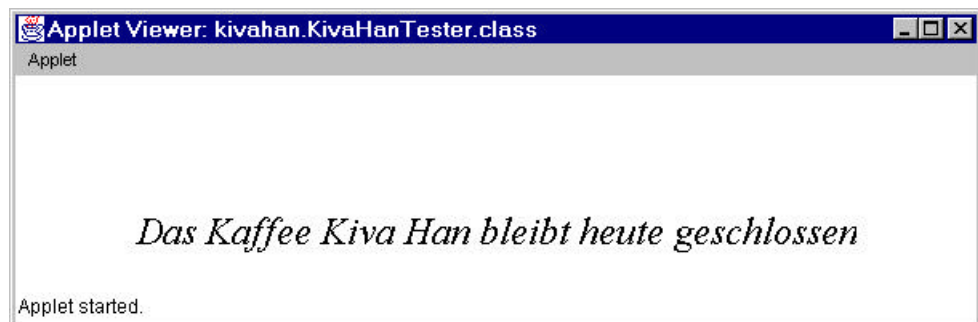 Applet Viewer: kivahan.KivaHanTester.class
Applet
Das Kaffee Kiva Han bleibt heute geschlossen
Applet started.